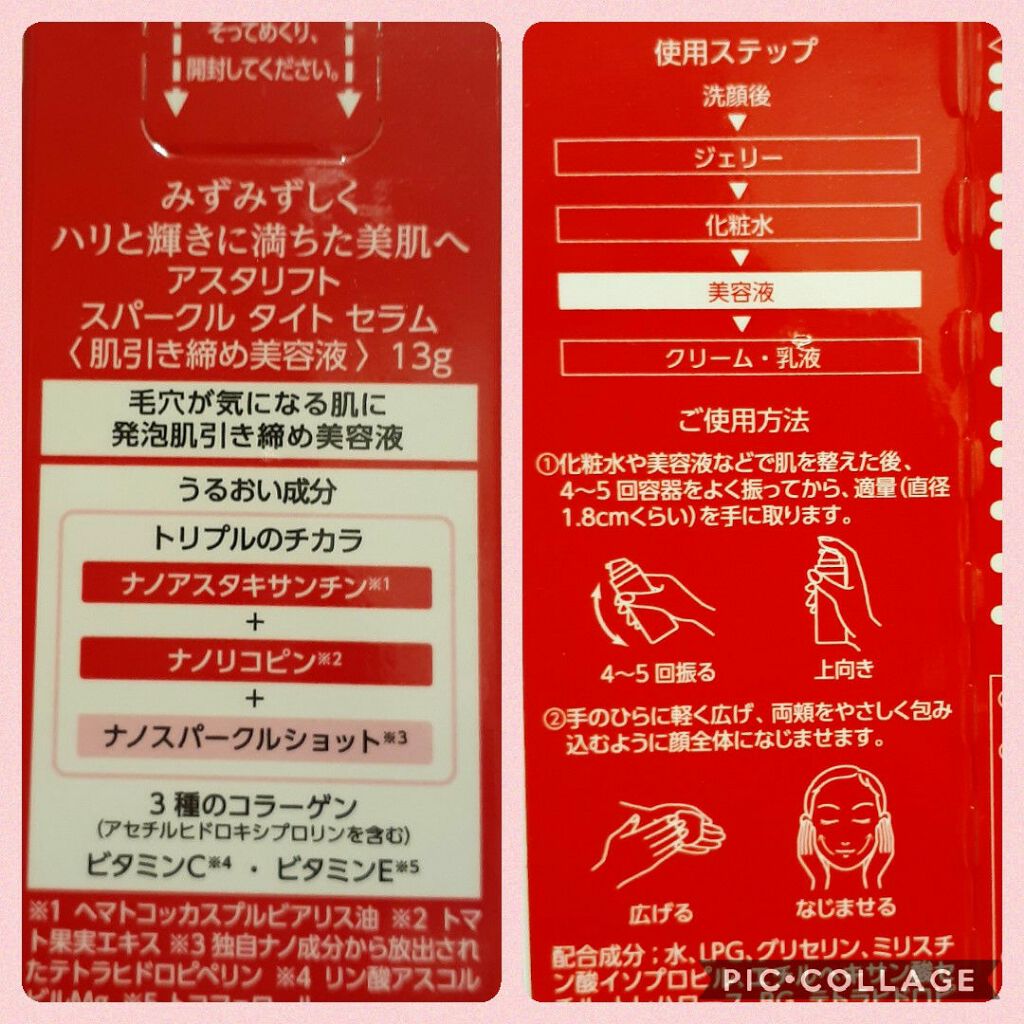 そってめくり、
開封してください。
みずみずしく
ハリと輝きに満ちた美肌へ
アスタリフト
スパークル タイト セラム
〈肌引き締め美容液〉13g
毛穴が気になる肌に
発泡肌引き締め美容液
うるおい成分
トリプルのチカラ
ナノアスタキサンチン※1
+
ナノリコピン※2
+
ナノスパークルショット※3
3種のコラーゲン
(アセチルヒドロキシプロリンを含む)
ビタミンC※4 ・ ビタミンE※5
※1 ヘマトコッカスプルビアリス油 ※2 トマ
ト果実エキス ※3 独自ナノ成分から放出され
たテトラヒドロピペリン ※4 リン酸アスコル
ビルMg ※5 トコフェロール
使用ステップ
洗顔後
ジェリー
化粧水
美容液
クリーム・乳液
ご使用方法
①化粧水や美容液などで肌を整えた後、
4〜5回容器をよく振ってから、適量(直径
1.8cmくらい)を手に取ります。
4〜5回振る
上向き
②手のひらに軽く広げ、両頬をやさしく包み
込むように顔全体になじませます。
広げる
なじませる
配合成分;水、LPG、グリセリン、ミリスチ
ン酸イソプロピ
PIC•COLLAGE